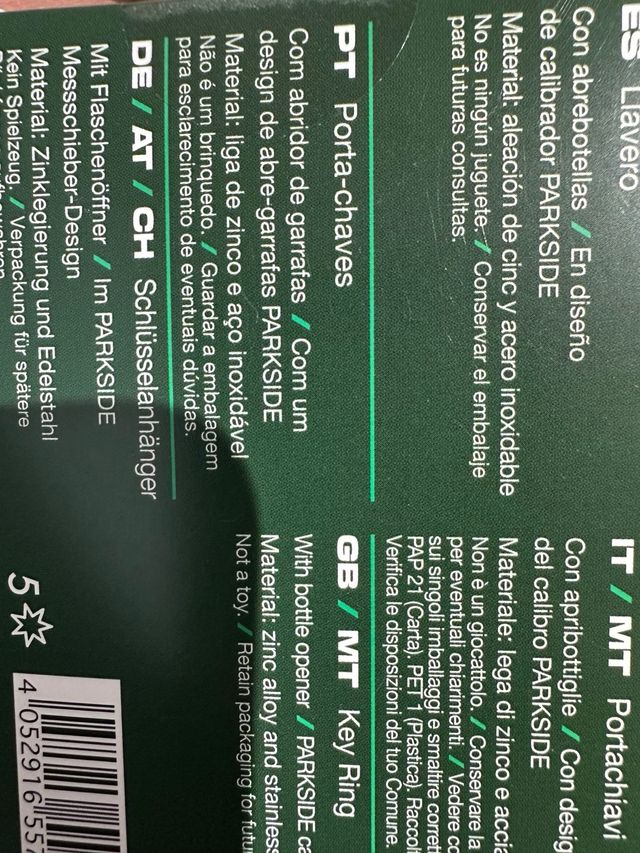 ES Llavero
Con abrebotellas / En diseño
de calibrador PARKSIDE
Material: aleación de cinc y acero inoxidable
No es ningún juguete. / Conservar el embalaje
para futuras consultas.
PT Porta-chaves
Com abridor de garrafas / Com um
design de abre-garrafas PARKSIDE
Material: liga de zinco e aço inoxidável
Não é um brinquedo. / Guardar a embalagem
para esclarecimento de eventuais dúvidas.
DE / AT / CH Schlüsselanhänger
Mit Flaschenöffner / Im PARKSIDE
Messschieber-Design
Material: Zinklegierung und Edelstahl
Kein Spielzeug. / Verpackung für spätere
IT / MT Portachiavi
Con apribottiglie / Con desig
del calibro PARKSIDE
Materiale: lega di zinco e accia
Non è un giocattolo. / Conservare la
per eventuali chiarimenti. / Vedere co
sui singoli imballaggi e smaltire corrett
PAP 21 (Carta), PET 1 (Plastica). Raccol
Verifica le disposizioni del tuo Comune.
GB / MT Key Ring
With bottle opener / PARKSIDE ca
Material: zinc alloy and stainless
Not a toy. / Retain packaging for futu
5
4 052916 557